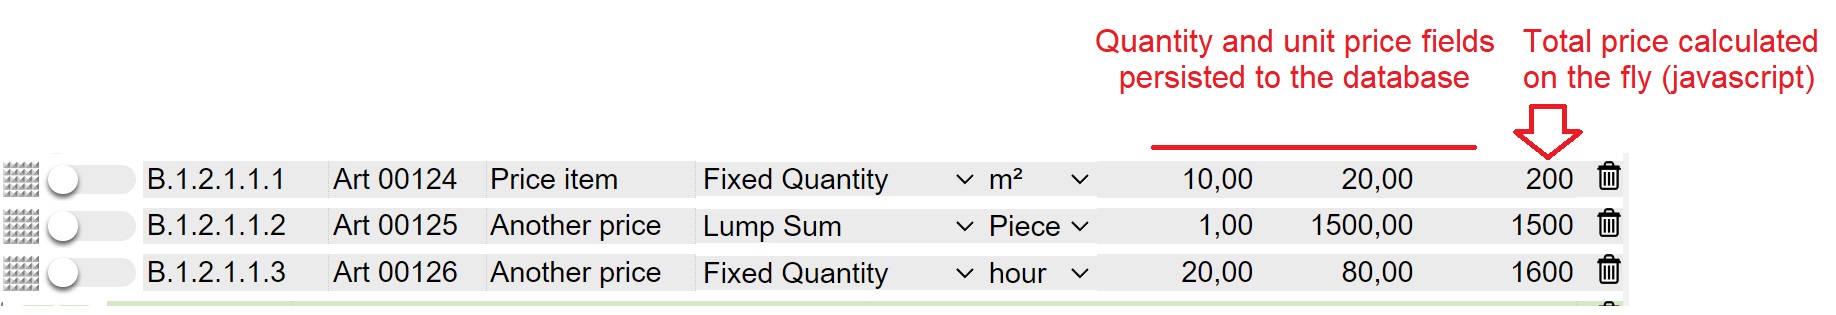 Quantity and unit price fields
persisted to the database
Total price calculated
on the fly (javascript)
B.1.2.1.1.1 Art 00124 Price item Fixed Quantity m² 10,00 20,00 200
B.1.2.1.1.2 Art 00125 Another price Lump Sum Piece 1,00 1500,00 1500
B.1.2.1.1.3 Art 00126 Another price Fixed Quantity hour 20,00 80,00 1600